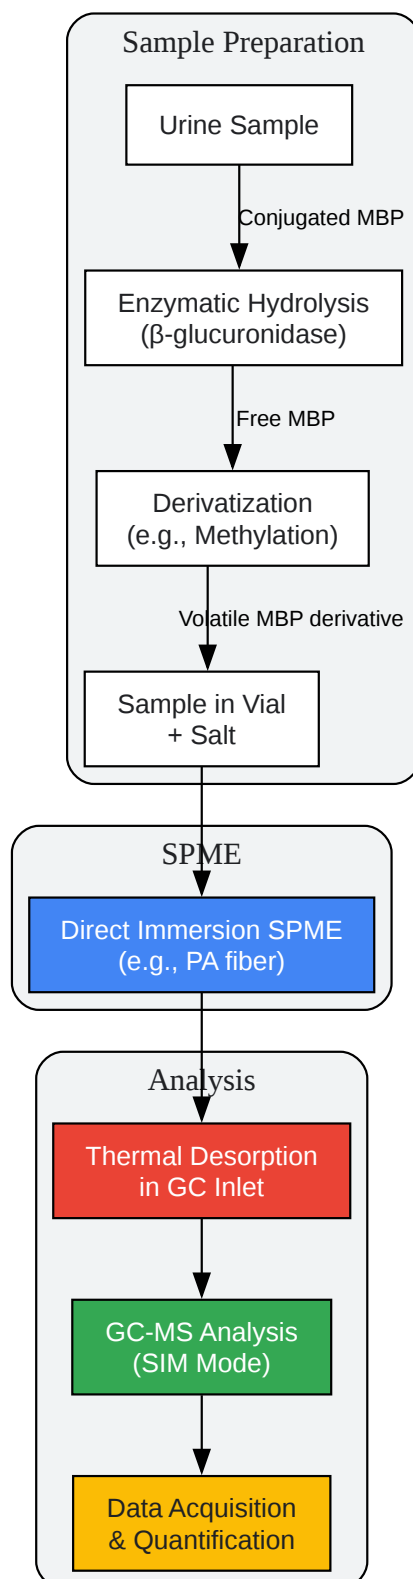 Sample Preparation
Urine Sample
Conjugated MBP
Enzymatic Hydrolysis
(β-glucuronidase)
Free MBP
Derivatization
(e.g., Methylation)
Volatile MBP derivative
Sample in Vial
+ Salt
SPME
Direct Immersion SPME
(e.g., PA fiber)
Analysis
Thermal Desorption
in GC Inlet
GC-MS Analysis
(SIM Mode)
Data Acquisition
& Quantification